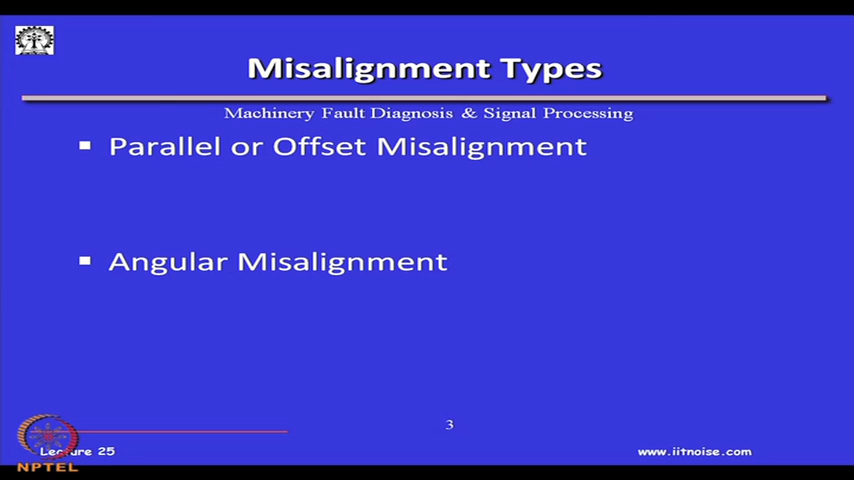 Misalignment Types
Machinery Fault Diagnosis & Signal Processing
Parallel or Offset Misalignment
Angular Misalignment
3
Lecture 25
www.iitnoise.com
NPTEL